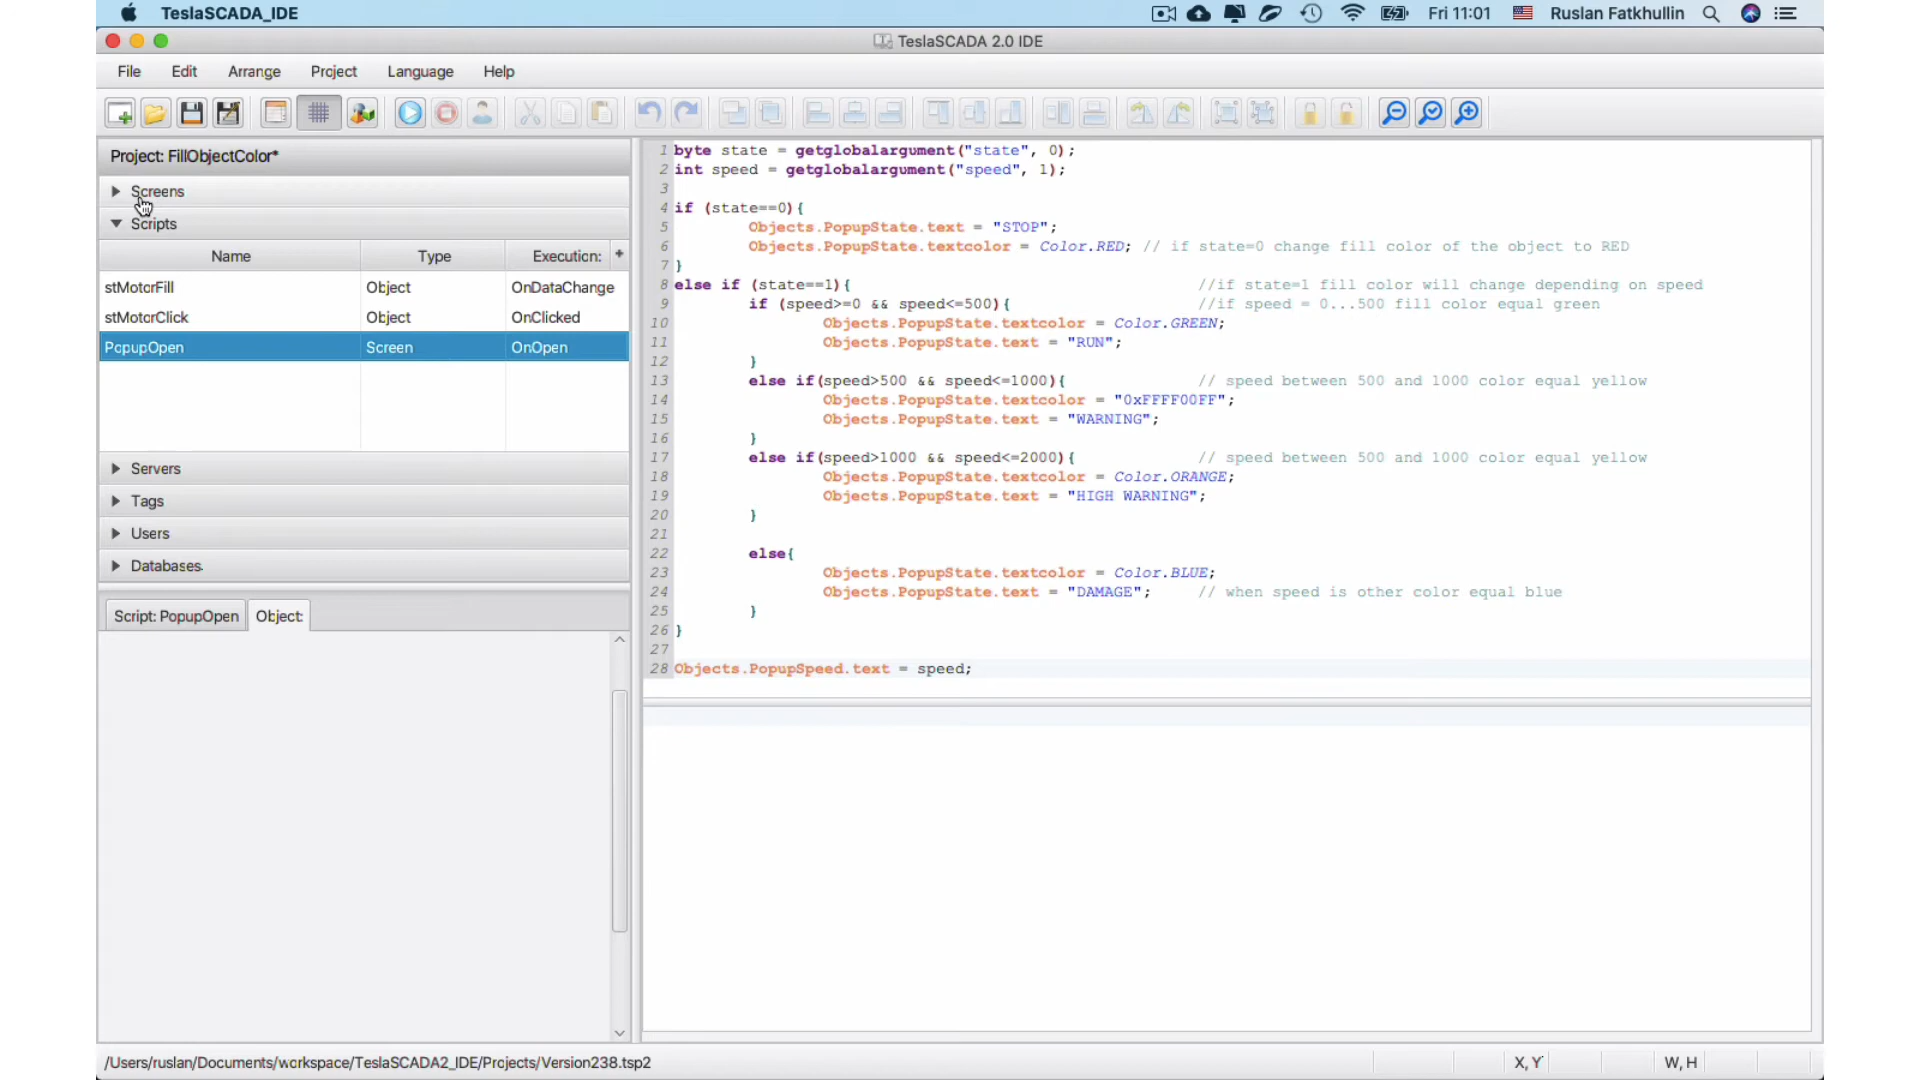 TeslaSCADA_IDE
Fri 11:01 Ruslan Fatkhullin
TeslaSCADA 2.0 IDE
File Edit Arrange Project Language Help
Project: FillObjectColor*
Screens
Scripts
Name Type Execution: +
stMotorFill Object OnDataChange
stMotorClick Object OnClicked
PopupOpen Screen OnOpen
Servers
Tags
Users
Databases.
Script: PopupOpen Object:
1 byte state = getglobalargument("state", 0);
2 int speed = getglobalargument("speed", 1);
3
4 if (state==0){
5 Objects.PopupState.text = "STOP";
6 Objects.PopupState.textcolor = Color.RED; // if state=0 change fill color of the object to RED
7 }
8 else if (state==1){ //if state=1 fill color will change depending on speed
9 if (speed>=0 && speed<=500){ //if speed = 0...500 fill color equal green
10 Objects.PopupState.textcolor = Color.GREEN;
11 Objects.PopupState.text = "RUN";
12 }
13 else if(speed>500 && speed<=1000){ // speed between 500 and 1000 color equal yellow
14 Objects.PopupState.textcolor = "0xFFFF00FF";
15 Objects.PopupState.text = "WARNING";
16 }
17 else if(speed>1000 && speed<=2000){ // speed between 500 and 1000 color equal yellow
18 Objects.PopupState.textcolor = Color.ORANGE;
19 Objects.PopupState.text = "HIGH WARNING";
20 }
21
22 else{
23 Objects.PopupState.textcolor = Color.BLUE;
24 Objects.PopupState.text = "DAMAGE"; // when speed is other color equal blue
25 }
26 }
27
28 Objects.PopupSpeed.text = speed;
/Users/ruslan/Documents/workspace/TeslaSCADA2_IDE/Projects/Version238.tsp2
X, Y
W, H